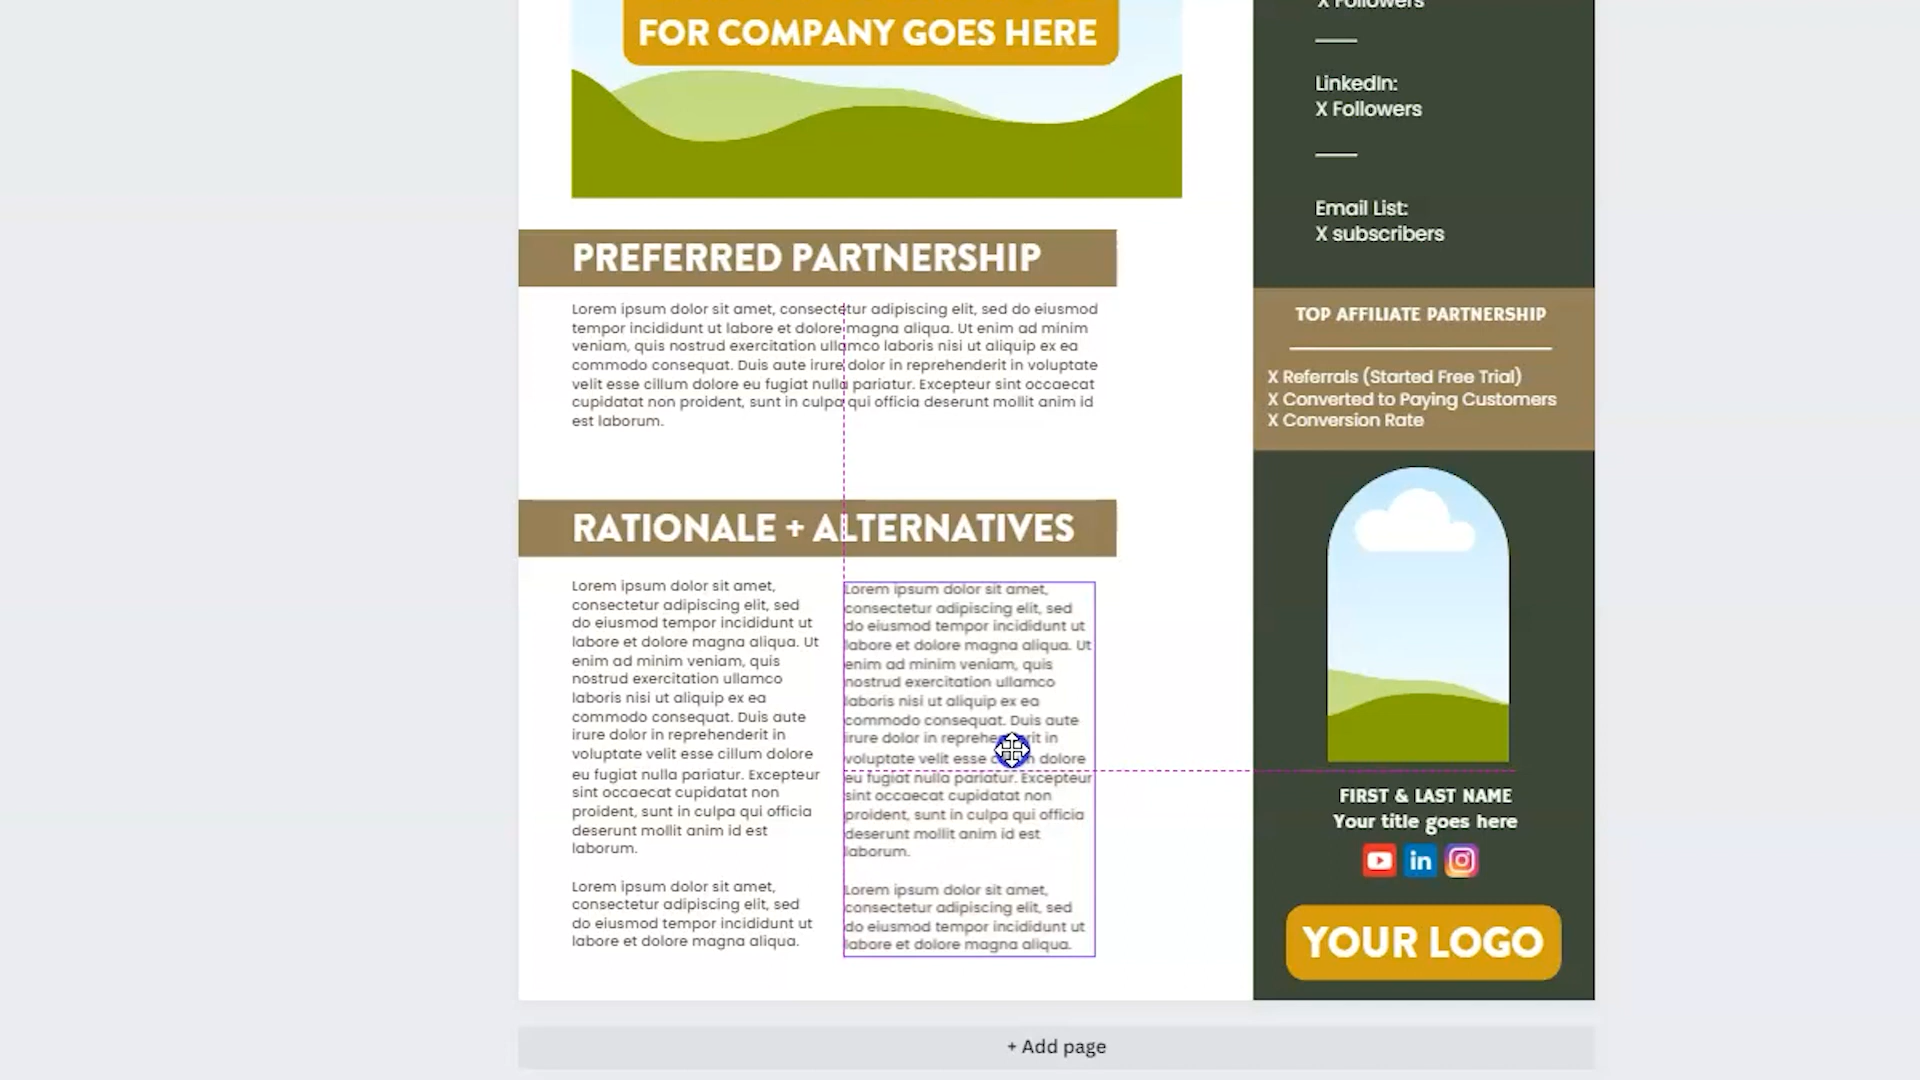 FOR COMPANY GOES HERE
PREFERRED PARTNERSHIP
Lorem ipsum dolor sit amet, consectetur adipiscing elit, sed do eiusmod
tempor incididunt ut labore et dolore magna aliqua. Ut enim ad minim
veniam, quis nostrud exercitation ullamco laboris nisi ut aliquip ex ea
commodo consequat. Duis aute irure dolor in reprehenderit in voluptate
velit esse cillum dolore eu fugiat nulla pariatur. Excepteur sint occaecat
cupidatat non proident, sunt in culpa qui officia deserunt mollit anim id
est laborum.
RATIONALE + ALTERNATIVES
Lorem ipsum dolor sit amet,
consectetur adipiscing elit, sed
do eiusmod tempor incididunt ut
labore et dolore magna aliqua. Ut
enim ad minim veniam, quis
nostrud exercitation ullamco
laboris nisi ut aliquip ex ea
commodo consequat. Duis aute
irure dolor in reprehenderit in
voluptate velit esse cillum dolore
eu fugiat nulla pariatur. Excepteur
sint occaecat cupidatat non
proident, sunt in culpa qui officia
deserunt mollit anim id est
laborum.
Lorem ipsum dolor sit amet,
consectetur adipiscing elit, sed
do eiusmod tempor incididunt ut
labore et dolore magna aliqua.
Lorem ipsum dolor sit amet,
consectetur adipiscing elit, sed
do eiusmod tempor incididunt ut
labore et dolore magna aliqua. Ut
enim ad minim veniam, quis
nostrud exercitation ullamco
laboris nisi ut aliquip ex ea
commodo consequat. Duis aute
irure dolor in reprehenderit in
voluptate velit esse dolore
eu fugiat nulla pariatur. Excepteur
sint occaecat cupidatat non
proident, sunt in culpa qui officia
deserunt mollit anim id est
laborum.
Lorem ipsum dolor sit amet,
consectetur adipiscing elit, sed
do eiusmod tempor incididunt ut
labore et dolore magna aliqua.
X Followers
LinkedIn:
X Followers
Email List:
X subscribers
TOP AFFILIATE PARTNERSHIP
X Referrals (Started Free Trial)
X Converted to Paying Customers
X Conversion Rate
FIRST & LAST NAME
Your title goes here
in
YOUR LOGO
+ Add page